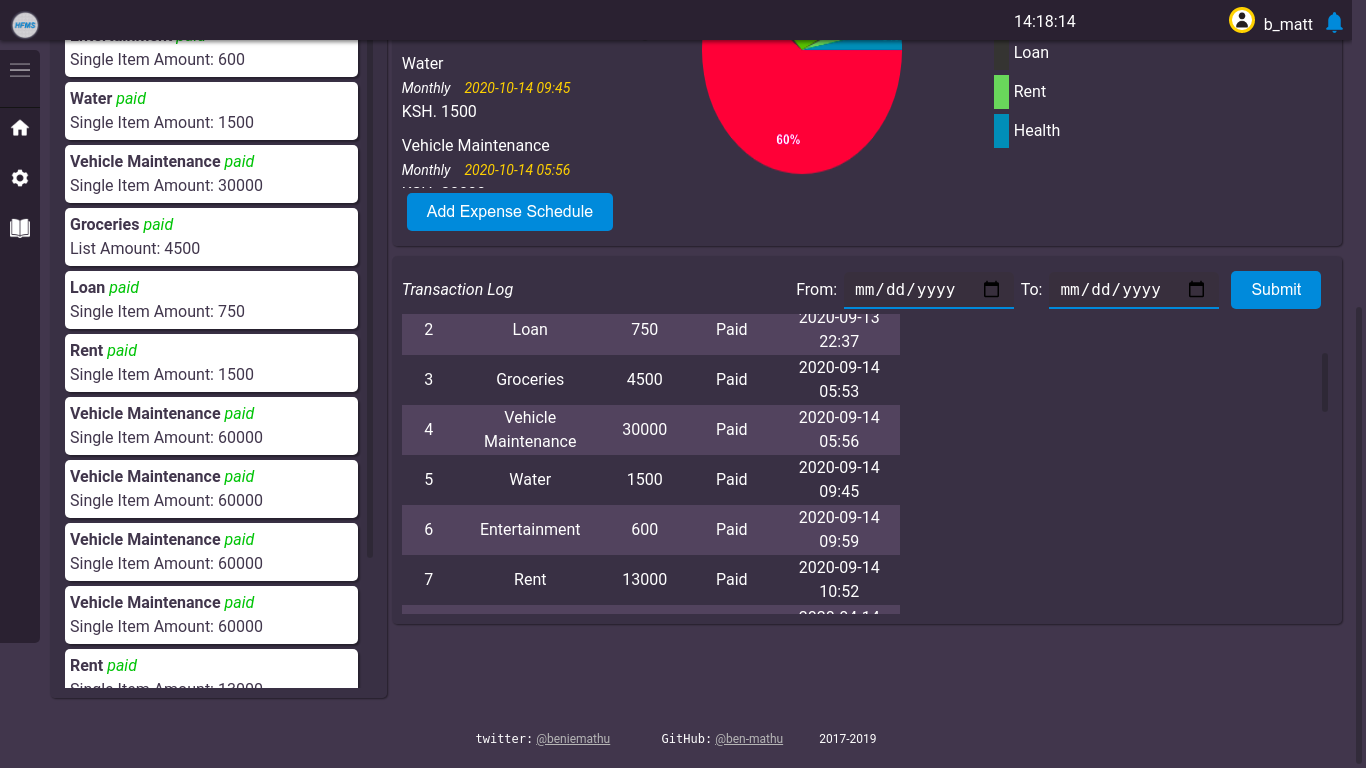 HFMS
14:18:14
b_matt
Entertainment paid
Single Item Amount: 600
Water paid
Single Item Amount: 1500
Vehicle Maintenance paid
Single Item Amount: 30000
Groceries paid
List Amount: 4500
Loan paid
Single Item Amount: 750
Rent paid
Single Item Amount: 1500
Vehicle Maintenance paid
Single Item Amount: 60000
Vehicle Maintenance paid
Single Item Amount: 60000
Vehicle Maintenance paid
Single Item Amount: 60000
Vehicle Maintenance paid
Single Item Amount: 60000
Rent paid
Single Item Amount: 13000
Water
Monthly 2020-10-14 09:45
KSH. 1500
Vehicle Maintenance
Monthly 2020-10-14 05:56
Add Expense Schedule
60%
Loan
Rent
Health
Transaction Log
From: mm/dd/yyyy To: mm/dd/yyyy Submit
2 Loan 750 Paid 2020-09-13
22:37
3 Groceries 4500 Paid 2020-09-14
05:53
4 Vehicle Maintenance 30000 Paid 2020-09-14
05:56
5 Water 1500 Paid 2020-09-14
09:45
6 Entertainment 600 Paid 2020-09-14
09:59
7 Rent 13000 Paid 2020-09-14
10:52
twitter: @beniemathu GitHub: @ben-mathu 2017-2019